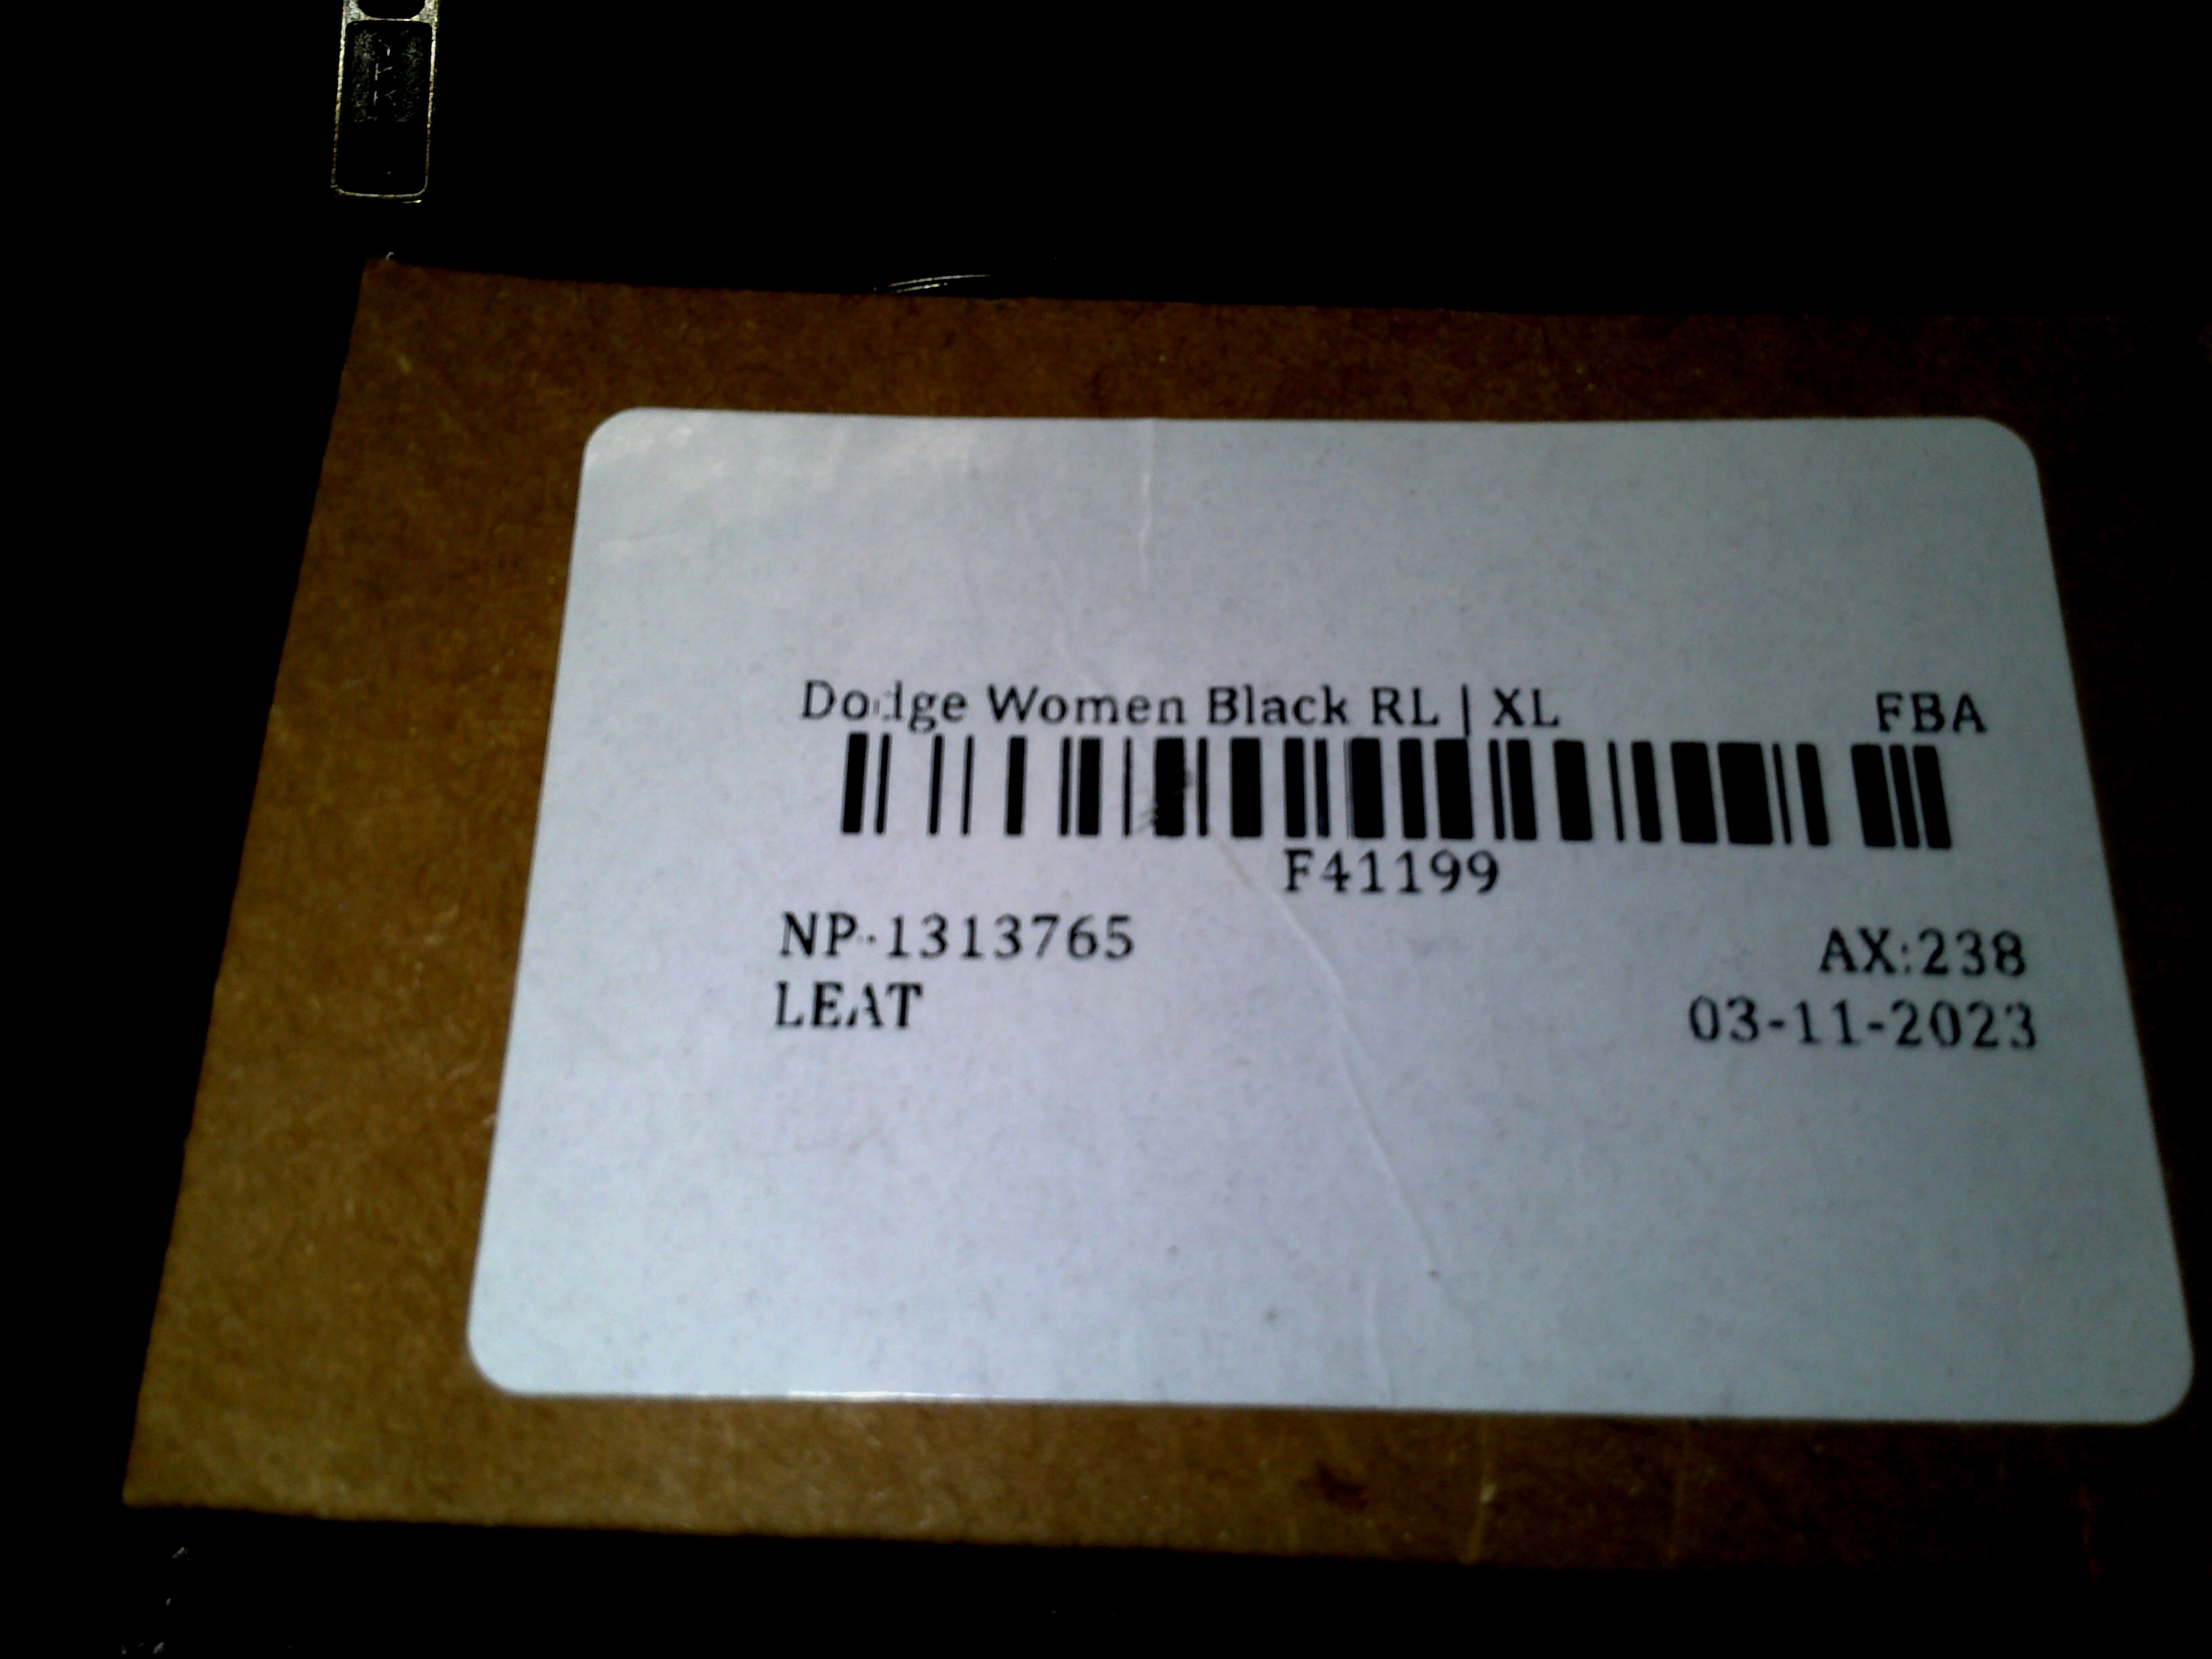 Dodge Women Black RL | XL FBA
F41199
NP-1313765 AX:238
LEAT 03-11-2023